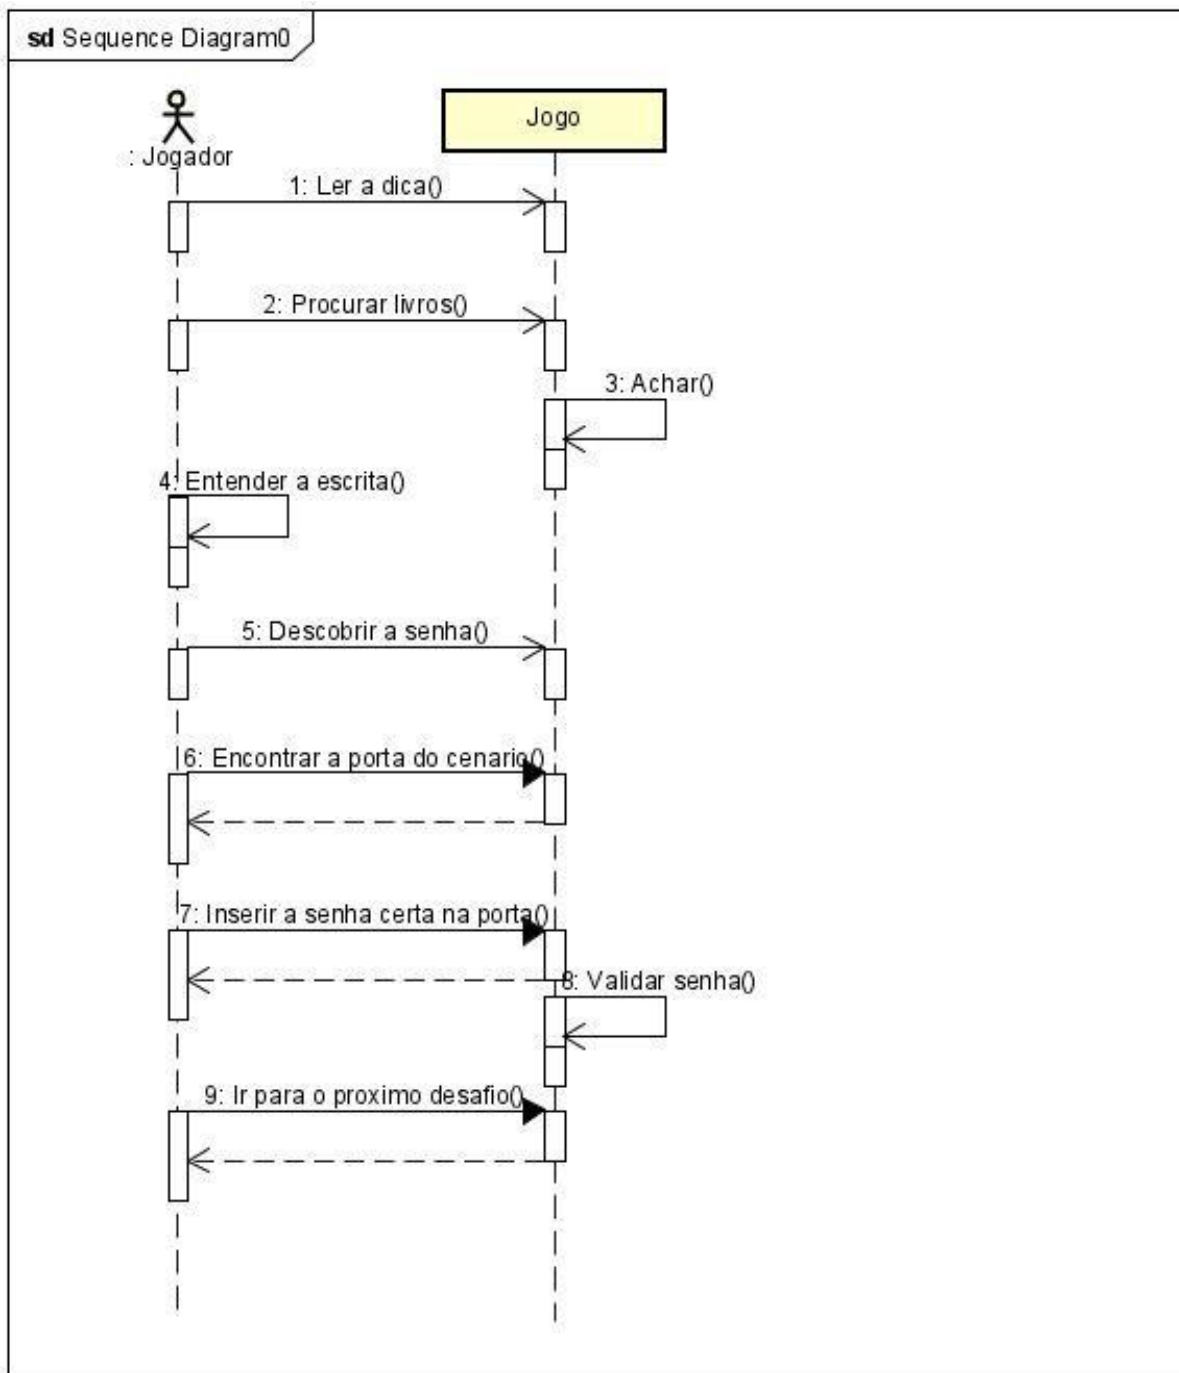 sd Sequence Diagram0
: Jogador
Jogo
1: Ler a dica()
2: Procurar livros()
3: Achar()
4: Entender a escrita()
5: Descobrir a senha()
6: Encontrar a porta do cenario()
7: Inserir a senha certa na porta()
8: Validar senha()
9: Ir para o proximo desafio()